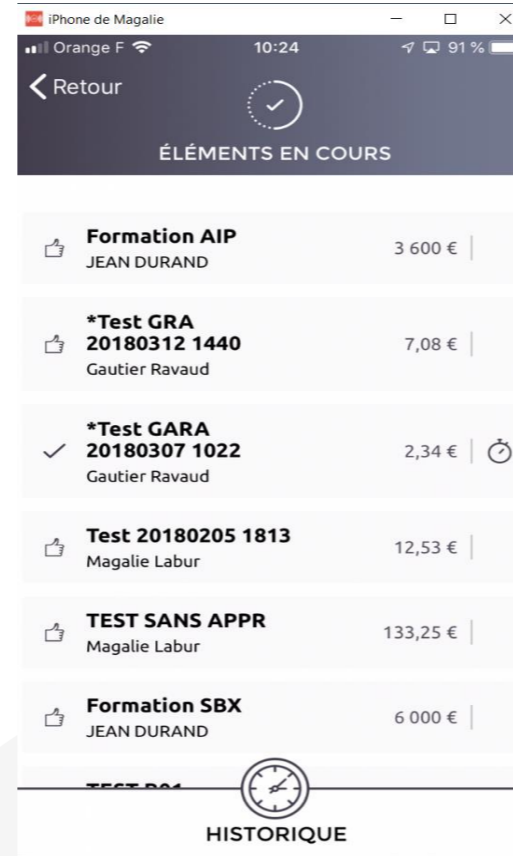 iPhone de Magalie
Orange F
10:24
91 %
Retour
ÉLÉMENTS EN COURS
Formation AIP
JEAN DURAND
3 600 €
*Test GRA
20180312 1440
Gautier Ravaud
7,08 €
*Test GARA
20180307 1022
Gautier Ravaud
2,34 €
Test 20180205 1813
Magalie Labur
12,53 €
TEST SANS APPR
Magalie Labur
133,25 €
Formation SBX
JEAN DURAND
6 000 €
HISTORIQUE